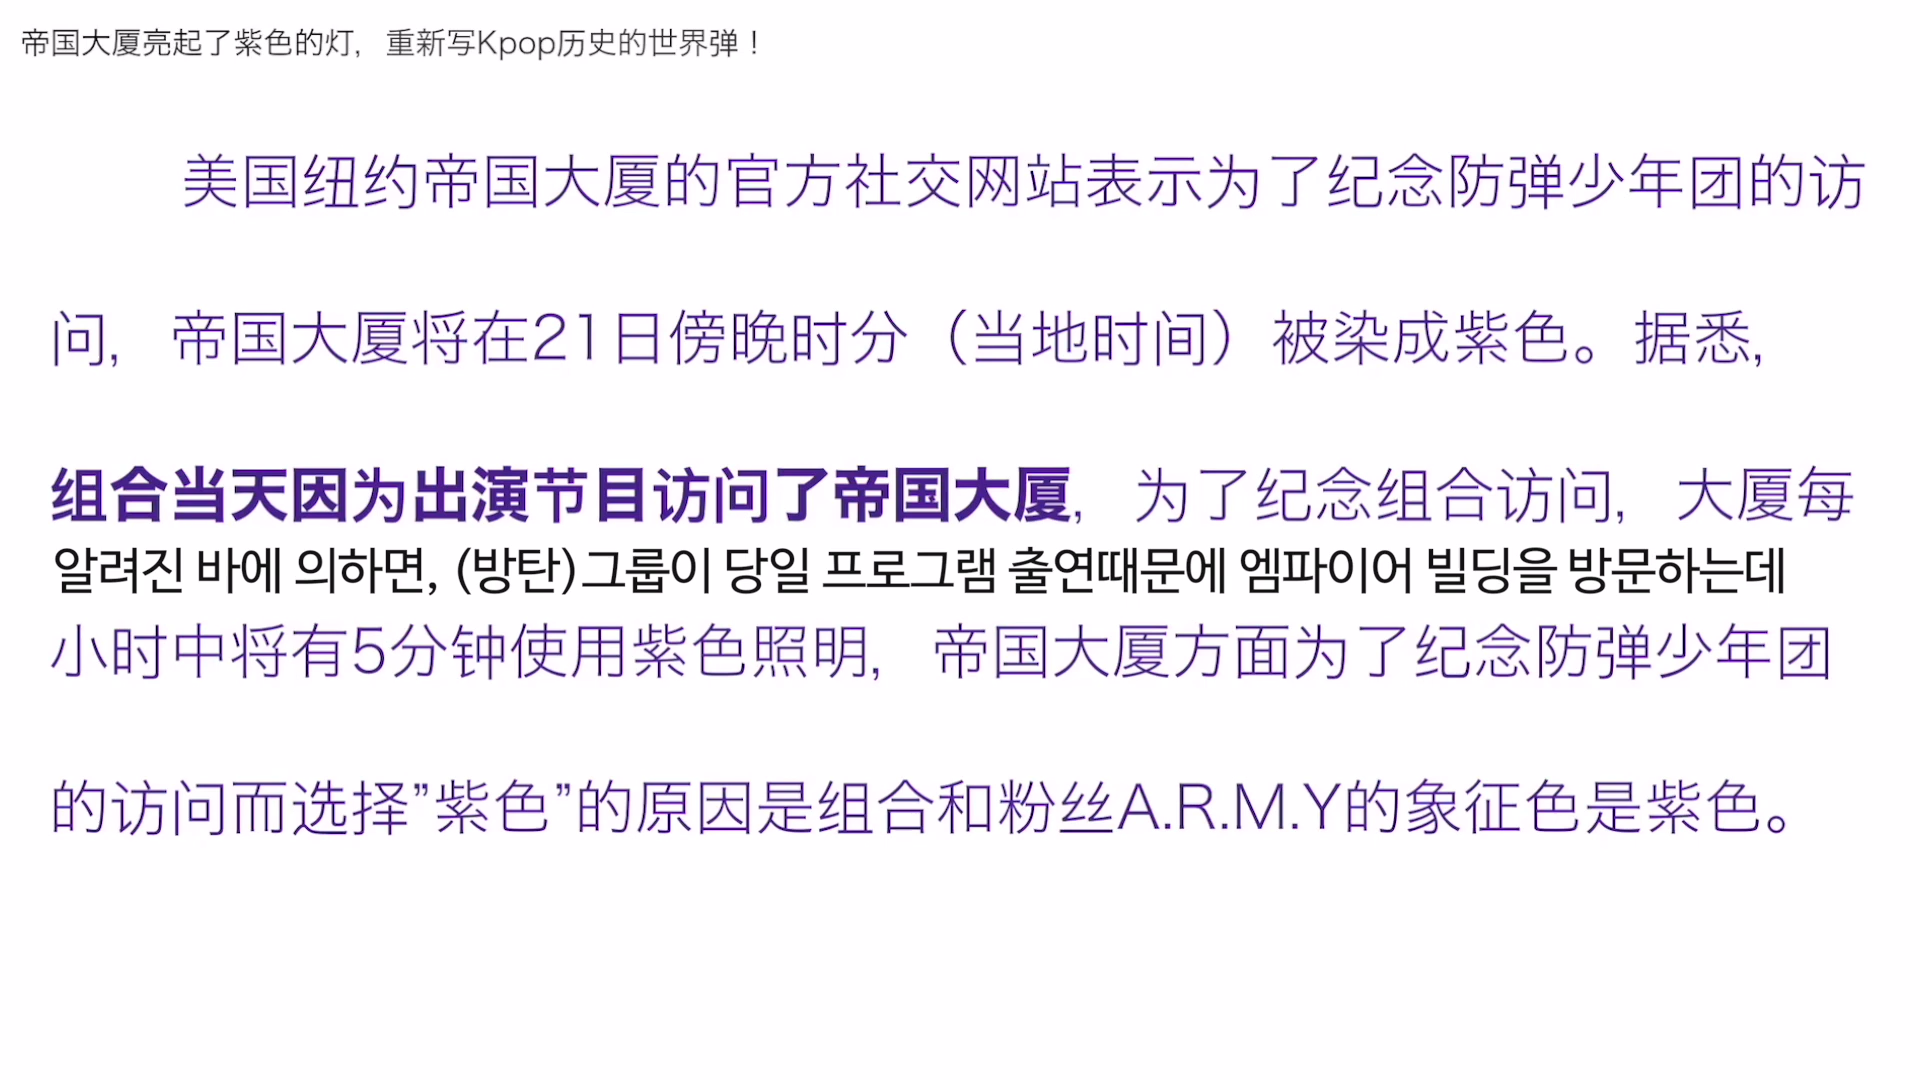 帝国大厦亮起了紫色的灯，重新写Kpop历史的世界弹！
美国纽约帝国大厦的官方社交网站表示为了纪念防弹少年团的访
问，帝国大厦将在21日傍晚时分（当地时间）被染成紫色。据悉，
组合当天因为出演节目访问了帝国大厦，为了纪念组合访问，大厦每
알려진 바에 의하면, (방탄)그룹이 당일 프로그램 출연때문에 엠파이어 빌딩을 방문하는데
小时中将有5分钟使用紫色照明，帝国大厦方面为了纪念防弹少年团
的访问而选择”紫色”的原因是组合和粉丝A.R.M.Y的象征色是紫色。